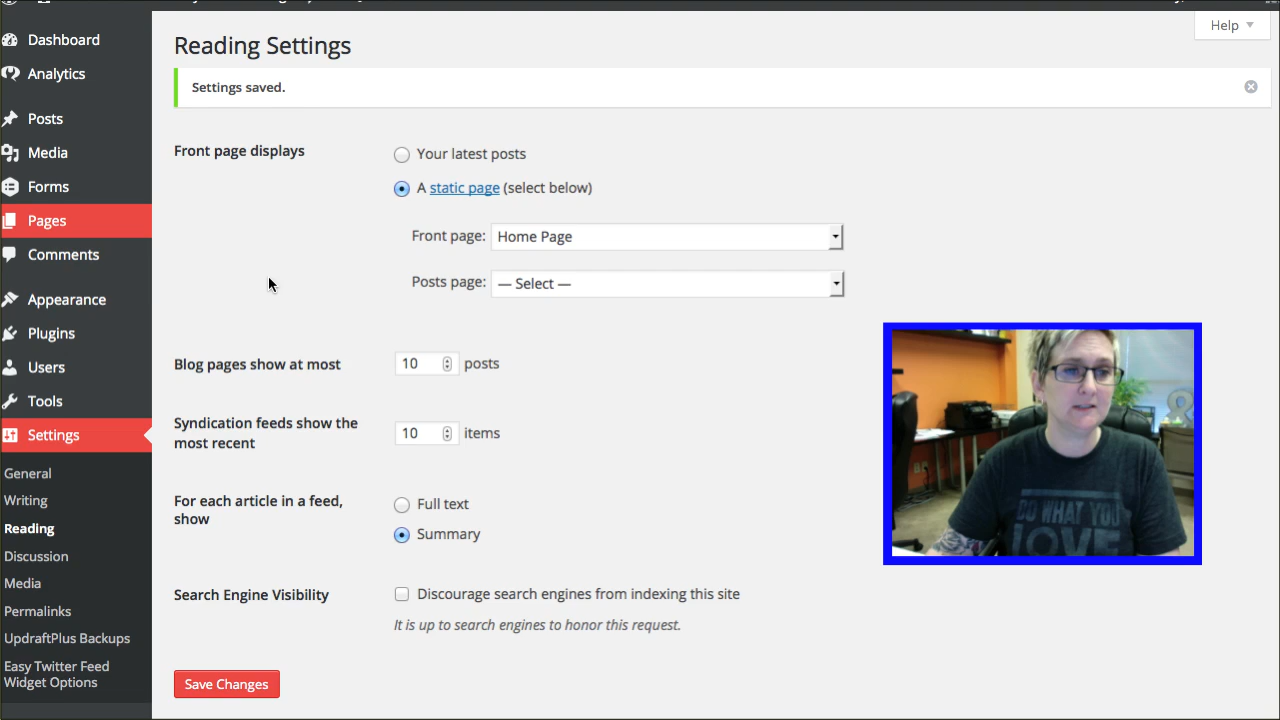 Help
Dashboard
Analytics
Posts
Media
Forms
Pages
Comments
Appearance
Plugins
Users
Tools
Settings
General
Writing
Reading
Discussion
Media
Permalinks
UpdraftPlus Backups
Easy Twitter Feed
Widget Options
Reading Settings
Settings saved.
Front page displays
Your latest posts
A static page (select below)
Front page: Home Page
Posts page: — Select —
Blog pages show at most 10 posts
Syndication feeds show the
most recent
10 items
For each article in a feed,
show
Full text
Summary
Search Engine Visibility
Discourage search engines from indexing this site
It is up to search engines to honor this request.
Save Changes
&
DO WHAT YOU
LOVE